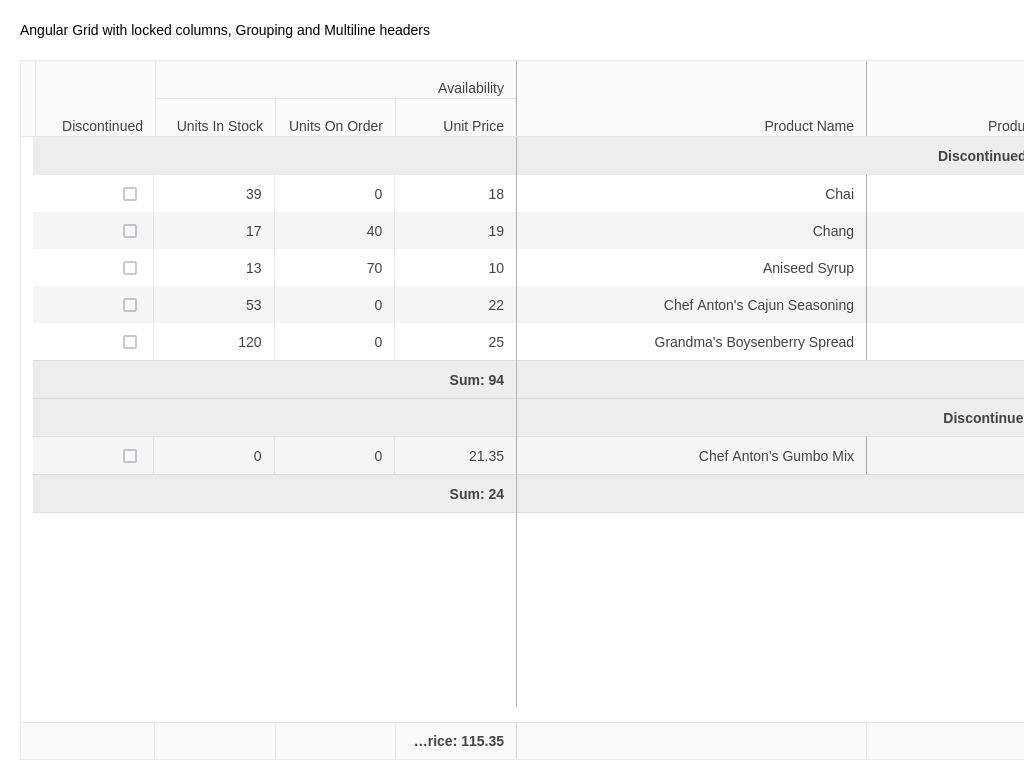 Angular Grid with locked columns, Grouping and Multiline headers
Availability
Discontinued Units In Stock Units On Order Unit Price Product Name Produ
Discontinued
39 0 18 Chai
17 40 19 Chang
13 70 10 Aniseed Syrup
53 0 22 Chef Anton's Cajun Seasoning
120 0 25 Grandma's Boysenberry Spread
Sum: 94
Discontinue
0 0 21.35 Chef Anton's Gumbo Mix
Sum: 24
...rice: 115.35